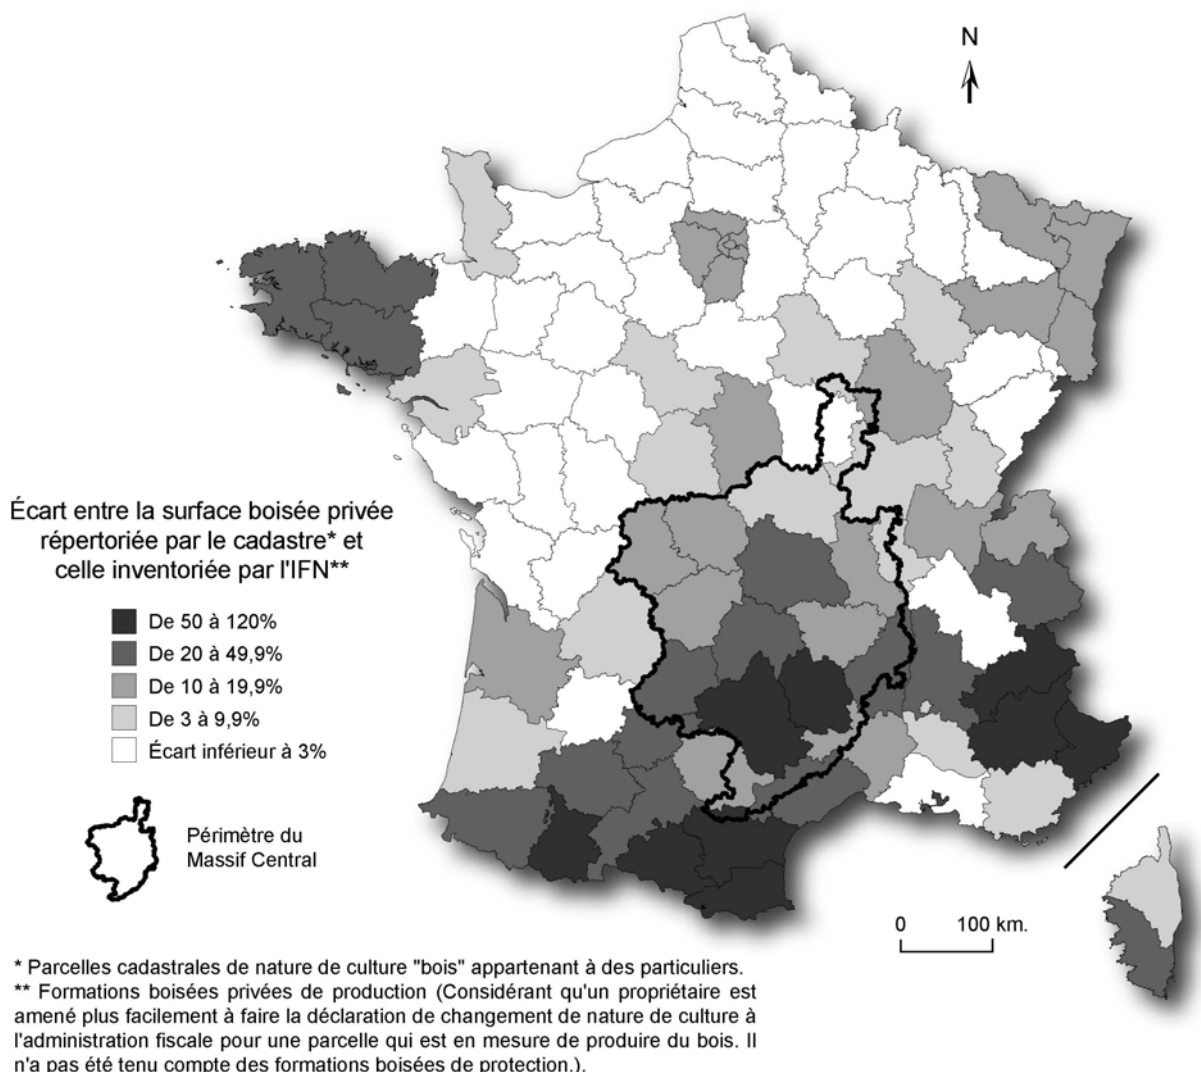 N
Écart entre la surface boisée privée
répertoriée par le cadastre* et
celle inventoriée par l'IFN**
De 50 à 120%
De 20 à 49,9%
De 10 à 19,9%
De 3 à 9,9%
Écart inférieur à 3%
Périmètre du
Massif Central
0 100 km.
* Parcelles cadastrales de nature de culture "bois" appartenant à des particuliers.
** Formations boisées privées de production (Considérant qu'un propriétaire est
amené plus facilement à faire la déclaration de changement de nature de culture à
l'administration fiscale pour une parcelle qui est en mesure de produire du bois. Il
n'a pas été tenu compte des formations boisées de protection.).